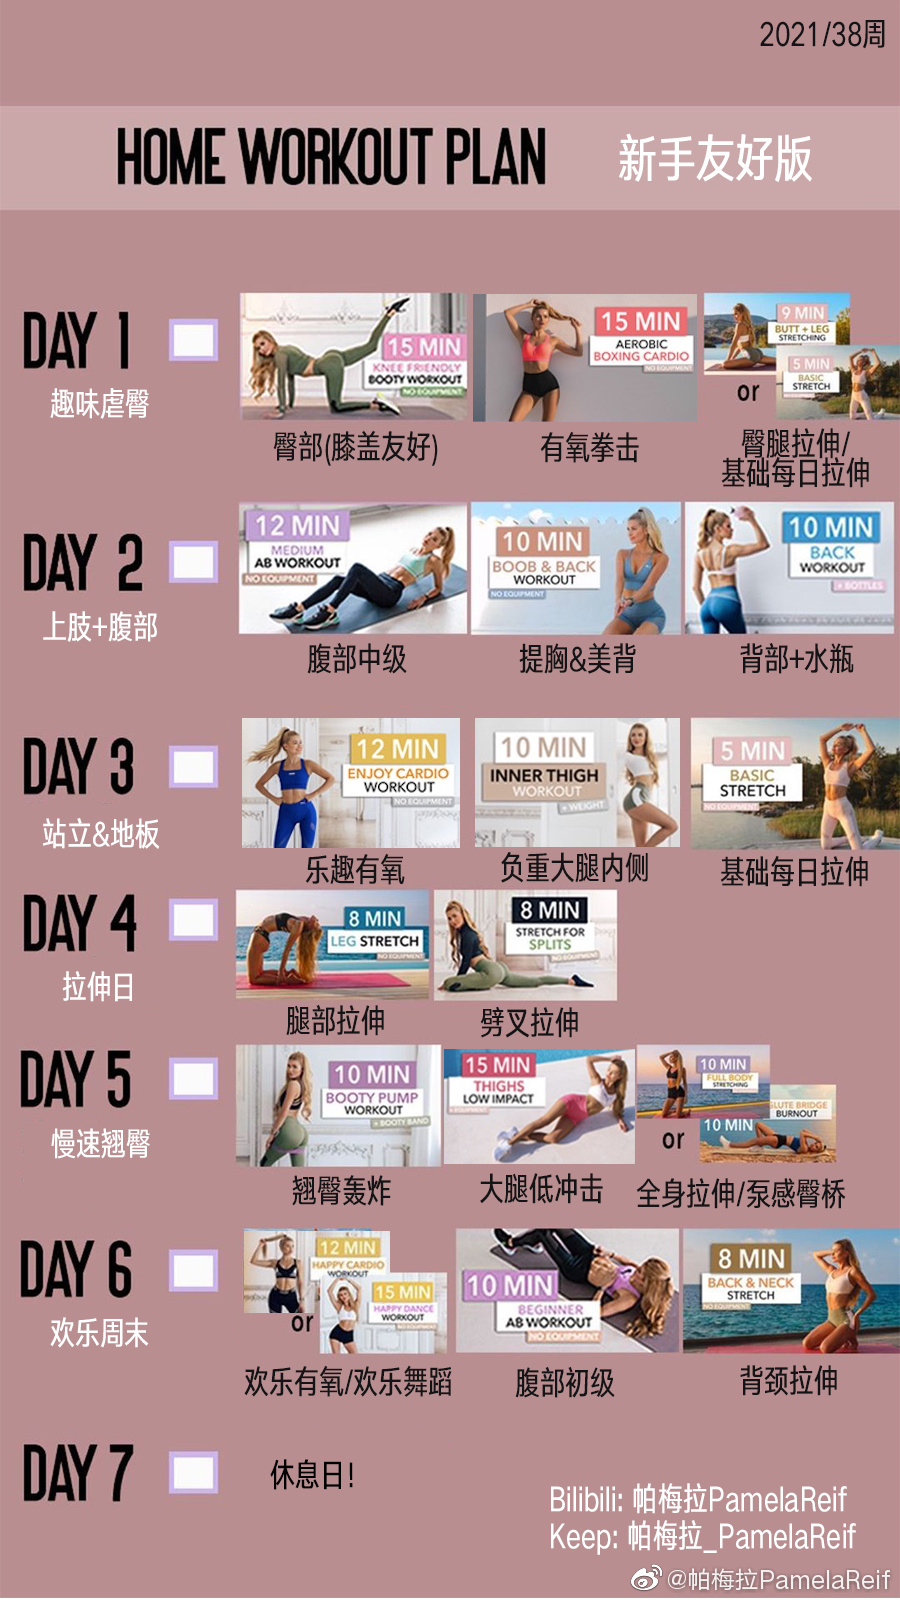 2021/38周
HOME WORKOUT PLAN 新手友好版
DAY 1
趣味虐臀
15 MIN
KNEE FRIENDLY
BOOTY WORKOUT
NO EQUIPMENT
臀部(膝盖友好)
15 MIN
AEROBIC
BOXING CARDIO
NO EQUIPMENT
有氧拳击
9 MIN
BUTT + LEG
STRETCHING
or
5 MIN
BASIC
STRETCH
臀腿拉伸/
基础每日拉伸
DAY 2
上肢+腹部
12 MIN
MEDIUM
AB WORKOUT
NO EQUIPMENT
腹部中级
10 MIN
BOOB & BACK
WORKOUT
NO EQUIPMENT
提胸&美背
10 MIN
BACK
WORKOUT
+ BOTTLES
背部+水瓶
DAY 3
站立&地板
12 MIN
ENJOY CARDIO
WORKOUT
NO EQUIPMENT
乐趣有氧
10 MIN
INNER THIGH
WORKOUT
+ WEIGHT
负重大腿内侧
5 MIN
BASIC
STRETCH
NO EQUIPMENT
基础每日拉伸
DAY 4
拉伸日
8 MIN
LEG STRETCH
NO EQUIPMENT
腿部拉伸
8 MIN
STRETCH FOR
SPLITS
NO EQUIPMENT
劈叉拉伸
DAY 5
慢速翘臀
10 MIN
BOOTY PUMP
WORKOUT
+ BOOTY BAND
翘臀轰炸
15 MIN
THIGHS
LOW IMPACT
大腿低冲击
10 MIN
FULL BODY
STRETCHING
or
GLUTE BRIDGE
BURNOUT
10 MIN
全身拉伸/泵感臀桥
DAY 6
欢乐周末
12 MIN
HAPPY CARDIO
WORKOUT
or
15 MIN
HAPPY DANCE
WORKOUT
欢乐有氧/欢乐舞蹈
10 MIN
BEGINNER
AB WORKOUT
NO EQUIPMENT
腹部初级
8 MIN
BACK & NECK
STRETCH
NO EQUIPMENT
背颈拉伸
DAY 7
休息日!
Bilibili: 帕梅拉PamelaReif
Keep: 帕梅拉_PamelaReif
@帕梅拉PamelaReif